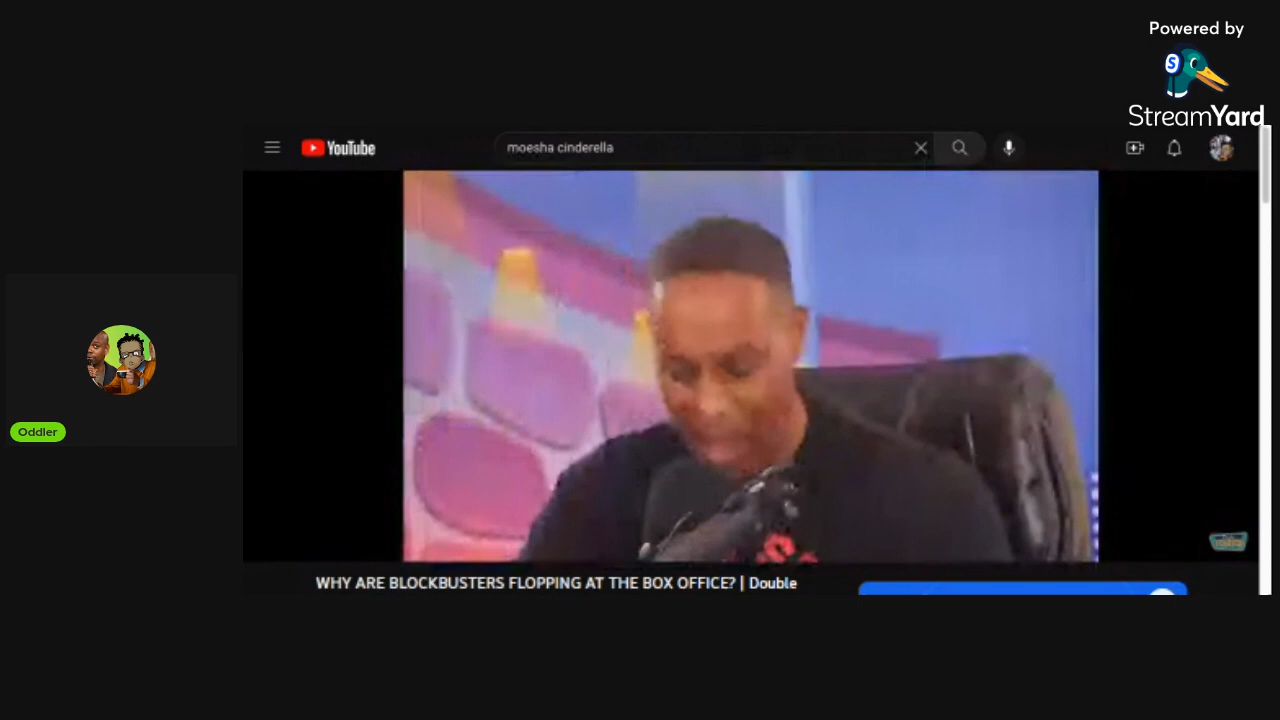 Powered by
StreamYard
YouTube
moesha cinderella
Oddler
WHY ARE BLOCKBUSTERS FLOPPING AT THE BOX OFFICE? | Double